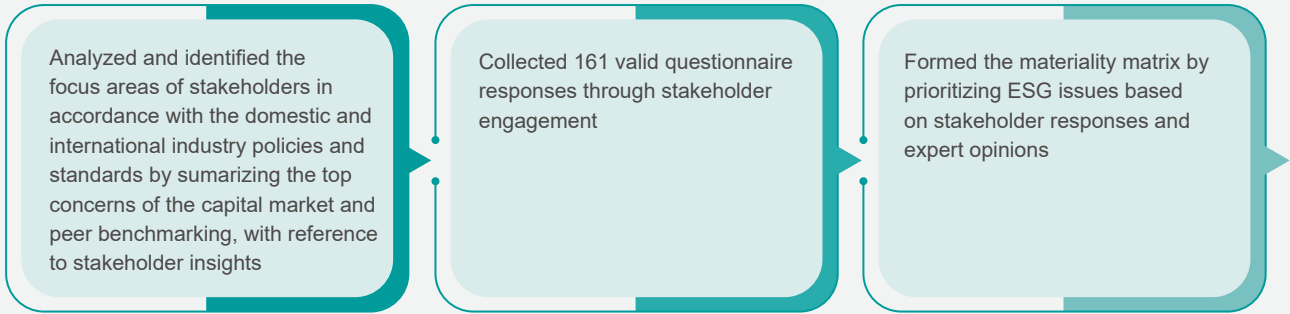 Analyzed and identified the
focus areas of stakeholders in
accordance with the domestic and
international industry policies and
standards by sumarizing the top
concerns of the capital market and
peer benchmarking, with reference
to stakeholder insights
Collected 161 valid questionnaire
responses through stakeholder
engagement
Formed the materiality matrix by
prioritizing ESG issues based
on stakeholder responses and
expert opinions